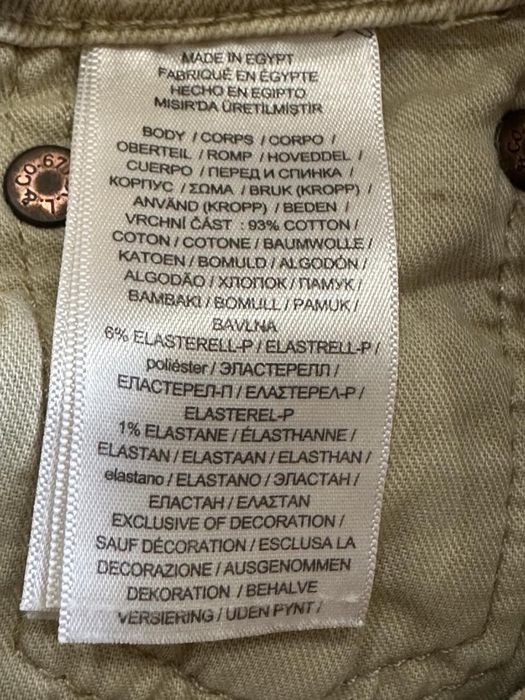 MADE IN EGYPT
FABRIQUÉ EN ÉGYPTE
HECHO EN EGIPTO
MISIR'DA ÜRETİLMİŞTİR
BODY / CORPS / CORPO /
OBERTEIL / ROMP / HOVEDDEL /
CUERPO / ПЕРЕД И СПИНКА /
КОРПУС / ΣΩΜΑ / BRUK (KROPP) /
ANVÄND (KROPP) / BEDEN /
VRCHNÍ ČÁST : 93% COTTON /
COTON / COTONE / BAUMWOLLE /
KATOEN / BOMULD / ALGODÓN /
ALGODÃO / ХЛОПОК / ПАМУК /
BAMBAKI / BOMULL / PAMUK /
BAVLNA
6% ELASTERELL-P / ELASTRELL-P /
poliéster / ЭЛАСТЕРЕЛЛ /
ЕЛАСТЕРЕЛ-П / ΕΛΑΣΤΕΡΕΛ-Ρ /
ELASTEREL-P
1% ELASTANE / ÉLASTHANNE /
ELASTAN / ELASTAAN / ELASTHAN /
elastano / ELASTANO / ЭЛАСТАН /
ЕЛАСТАН / ΕΛΑΣΤΑΝ
EXCLUSIVE OF DECORATION /
SAUF DÉCORATION / ESCLUSA LA
DECORAZIONE / AUSGENOMMEN
DEKORATION / BEHALVE
VERSIERING / UDEN PYNT /